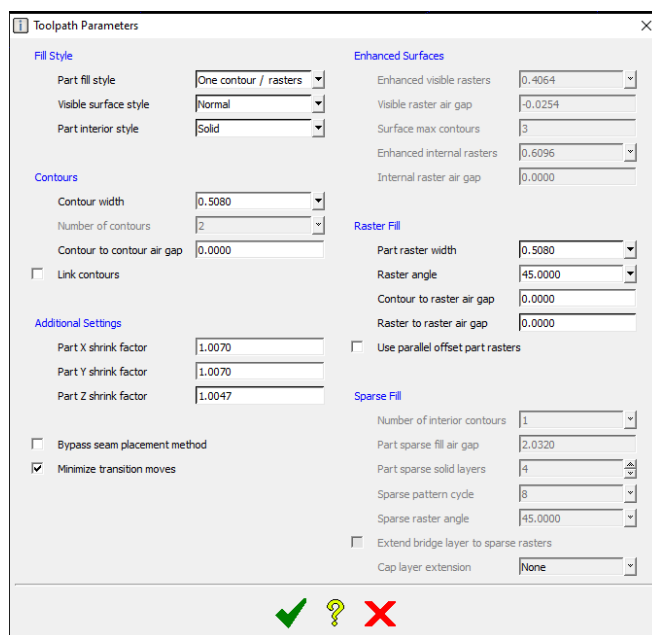 Toolpath Parameters
Fill Style
Part fill style One contour / rasters
Visible surface style Normal
Part interior style Solid
Contours
Contour width 0.5080
Number of contours 2
Contour to contour air gap 0.0000
Link contours
Additional Settings
Part X shrink factor 1.0070
Part Y shrink factor 1.0070
Part Z shrink factor 1.0047
Bypass seam placement method
Minimize transition moves
Enhanced Surfaces
Enhanced visible rasters 0.4064
Visible raster air gap -0.0254
Surface max contours 3
Enhanced internal rasters 0.6096
Internal raster air gap 0.0000
Raster Fill
Part raster width 0.5080
Raster angle 45.0000
Contour to raster air gap 0.0000
Raster to raster air gap 0.0000
Use parallel offset part rasters
Sparse Fill
Number of interior contours 1
Part sparse fill air gap 2.0320
Part sparse solid layers 4
Sparse pattern cycle 8
Sparse raster angle 45.0000
Extend bridge layer to sparse rasters
Cap layer extension None